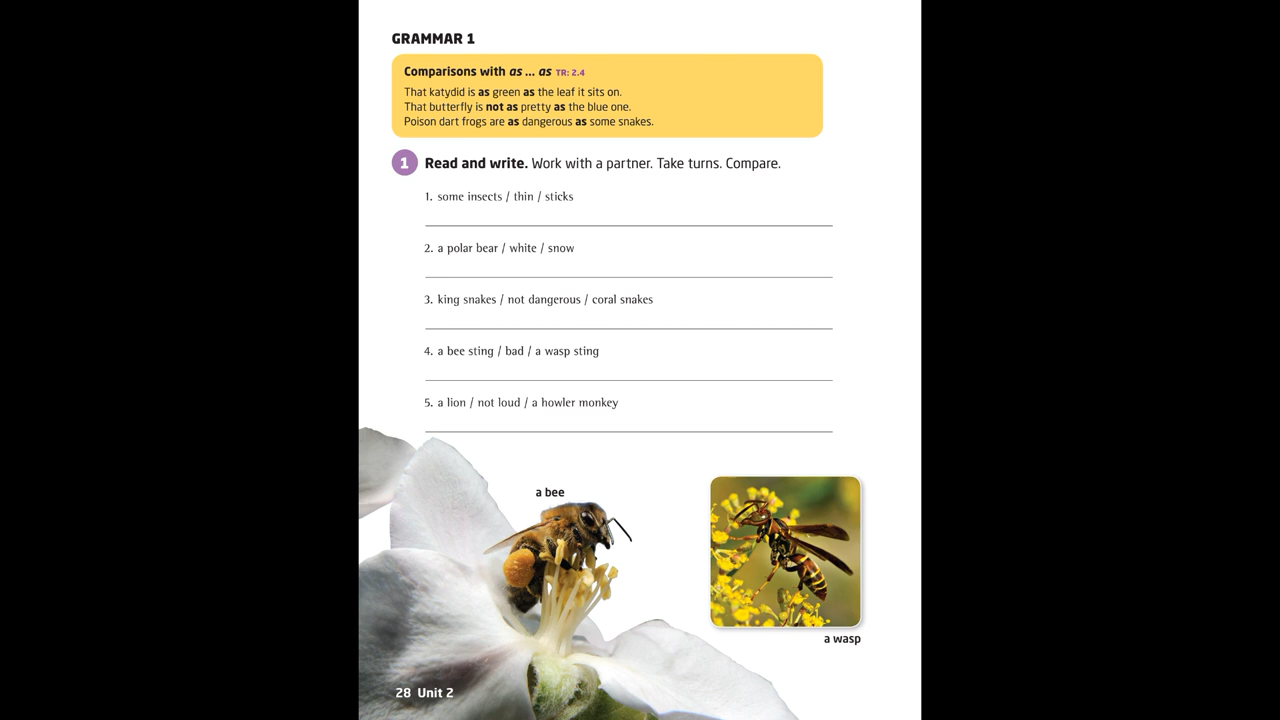 GRAMMAR 1
Comparisons with as ... as TR: 2.4
That katydid is as green as the leaf it sits on.
That butterfly is not as pretty as the blue one.
Poison dart frogs are as dangerous as some snakes.
1 Read and write. Work with a partner. Take turns. Compare.
1. some insects / thin / sticks
2. a polar bear / white / snow
3. king snakes / not dangerous / coral snakes
4. a bee sting / bad / a wasp sting
5. a lion / not loud / a howler monkey
a bee
a wasp
28 Unit 2